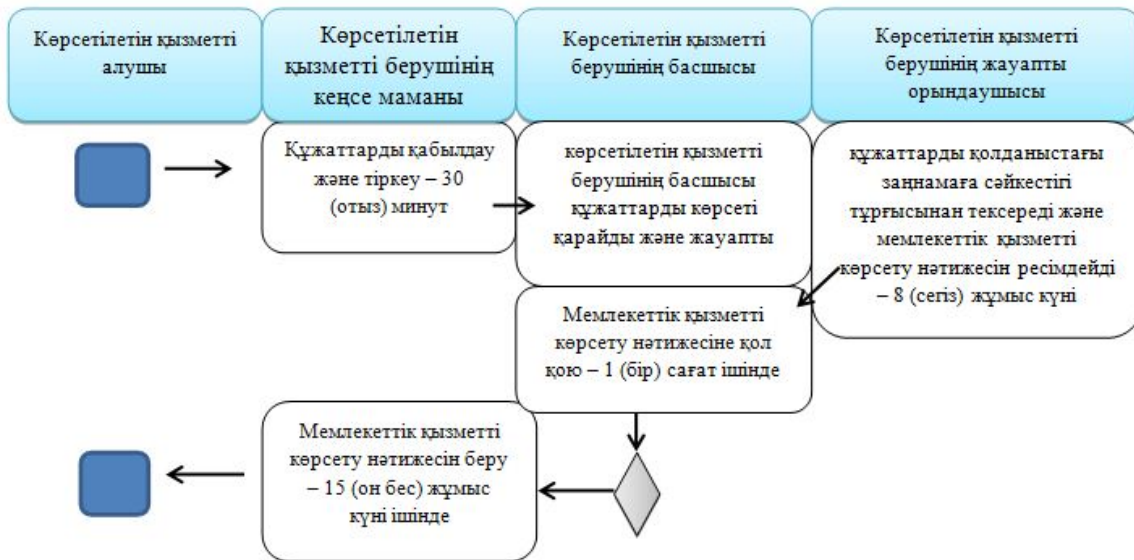 Көрсетілетін қызметті
алушы
Көрсетілетін
қызметті берушінің
кеңсе маманы
Көрсетілетін қызметті
берушінің басшысы
Көрсетілетін қызметті
берушінің жауапты
орындаушысы
Құжаттарды қабылдау
және тіркеу – 30
(отыз) минут
көрсетілетін қызметті
берушінің басшысы
құжаттарды көрсеті
қарайды және жауапты
құжаттарды қолданыстағы
заңнамаға сәйкестігі
тұрғысынан тексереді және
мемлекеттік қызметті
көрсету нәтижесін ресімдейді
– 8 (сегіз) жұмыс күні
Мемлекеттік қызметті
көрсету нәтижесіне қол
қою – 1 (бір) сағат ішінде
Мемлекеттік қызметті
көрсету нәтижесін беру
– 15 (он бес) жұмыс
күні ішінде